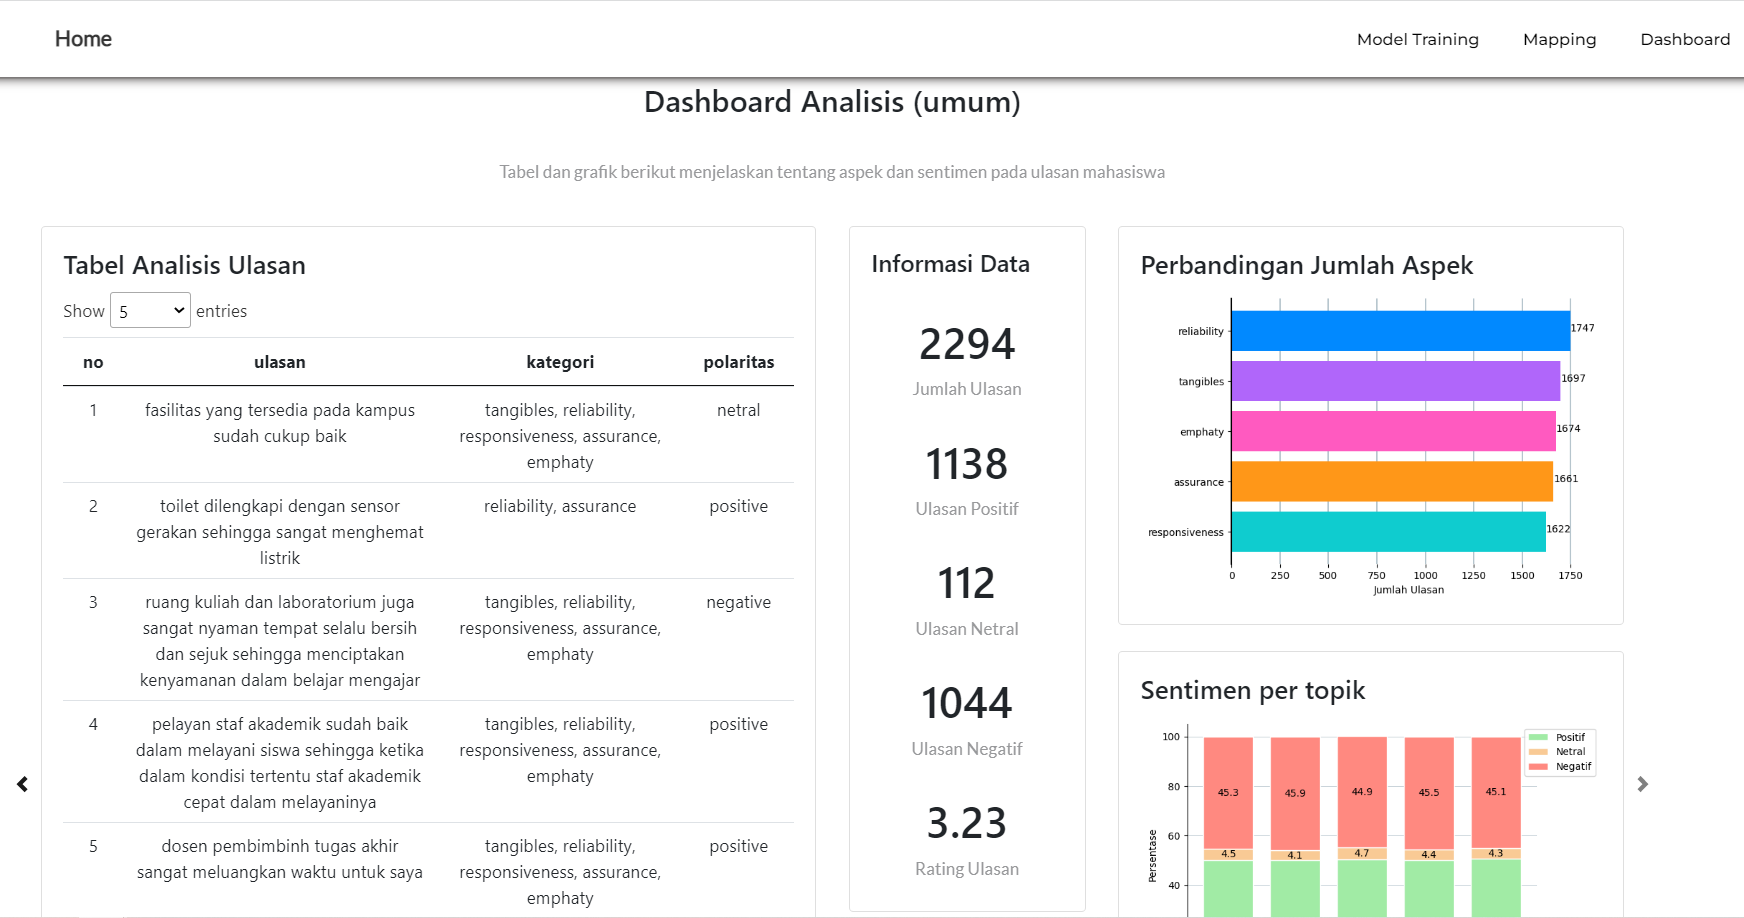 Home
Model Training
Mapping
Dashboard
Dashboard Analisis (umum)
Tabel dan grafik berikut menjelaskan tentang aspek dan sentimen pada ulasan mahasiswa
Tabel Analisis Ulasan
Show 5 entries
no ulasan kategori polaritas
1 fasilitas yang tersedia pada kampus tangibles, reliability, netral
sudah cukup baik responsiveness, assurance,
emphaty
2 toilet dilengkapi dengan sensor reliability, assurance positive
gerakan sehingga sangat menghemat
listrik
3 ruang kuliah dan laboratorium juga tangibles, reliability, negative
sangat nyaman tempat selalu bersih responsiveness, assurance,
dan sejuk sehingga menciptakan emphaty
kenyamanan dalam belajar mengajar
4 pelayan staf akademik sudah baik tangibles, reliability, positive
dalam melayani siswa sehingga ketika responsiveness, assurance,
dalam kondisi tertentu staf akademik emphaty
cepat dalam melayaninya
5 dosen pembimbinh tugas akhir tangibles, reliability, positive
sangat meluangkan waktu untuk saya responsiveness, assurance,
emphaty
Informasi Data
2294
Jumlah Ulasan
1138
Ulasan Positif
112
Ulasan Netral
1044
Ulasan Negatif
3.23
Rating Ulasan
Perbandingan Jumlah Aspek
reliability 1747
tangibles 1697
emphaty 1674
assurance 1661
responsiveness 1622
0 250 500 750 1000 1250 1500 1750
Jumlah Ulasan
Sentimen per topik
Positif
Netral
Negatif
100
80
60
40
Persentase
45.3 45.9 44.9 45.5 45.1
4.5 4.1 4.7 4.4 4.3